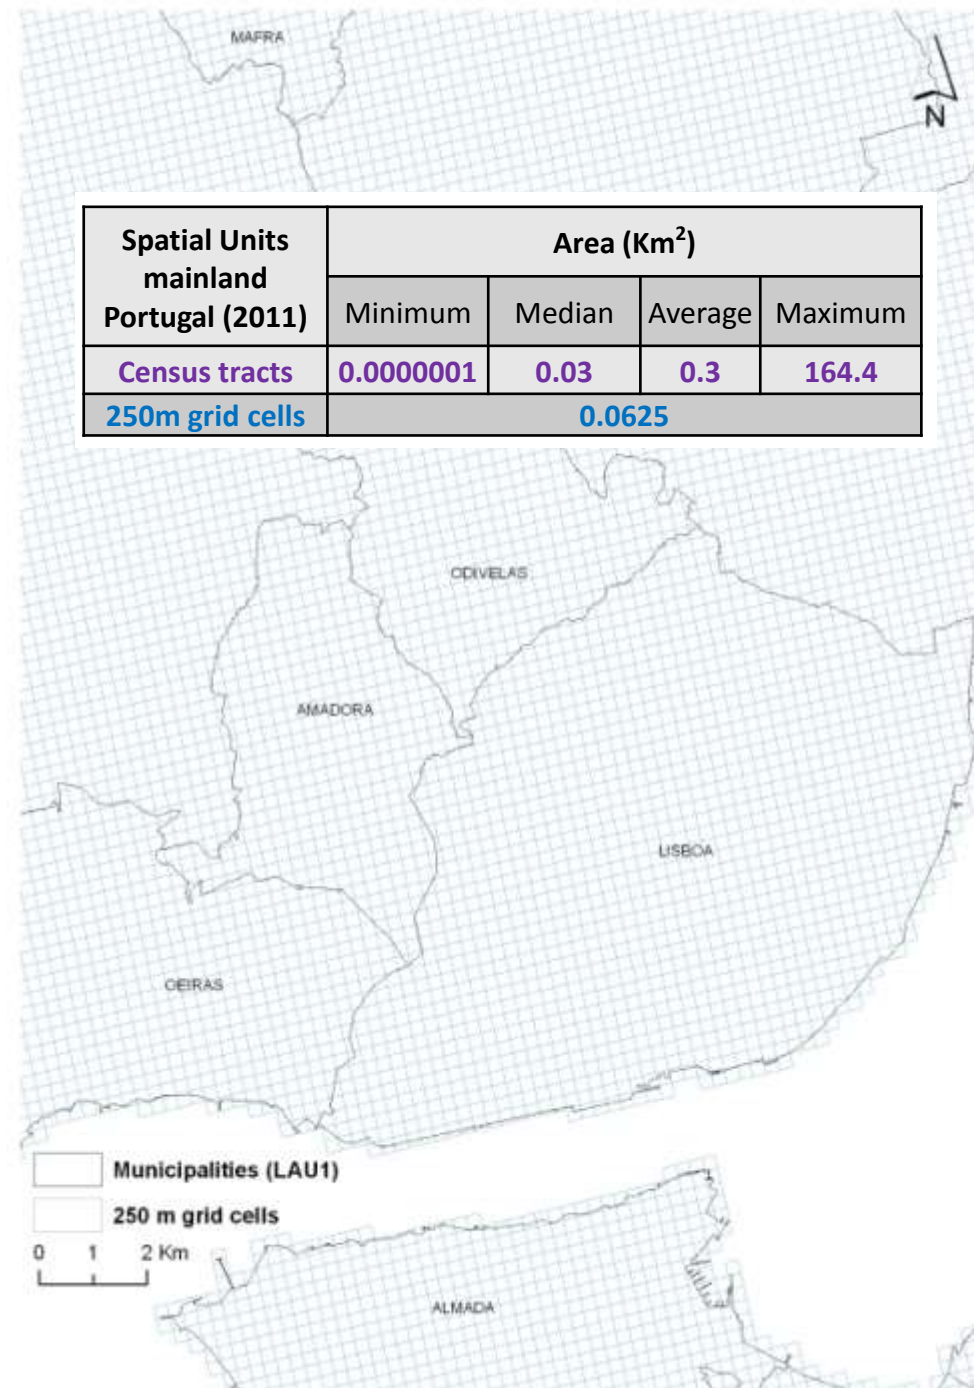 MAFRA
N
Spatial Units
mainland
Portugal (2011)
Area (Km²)
Minimum Median Average Maximum
Census tracts 0.0000001 0.03 0.3 164.4
250m grid cells 0.0625
ODIVELAS
AMADORA
LISBOA
OEIRAS
Municipalities (LAU1)
250 m grid cells
0 1 2 Km
ALMADA